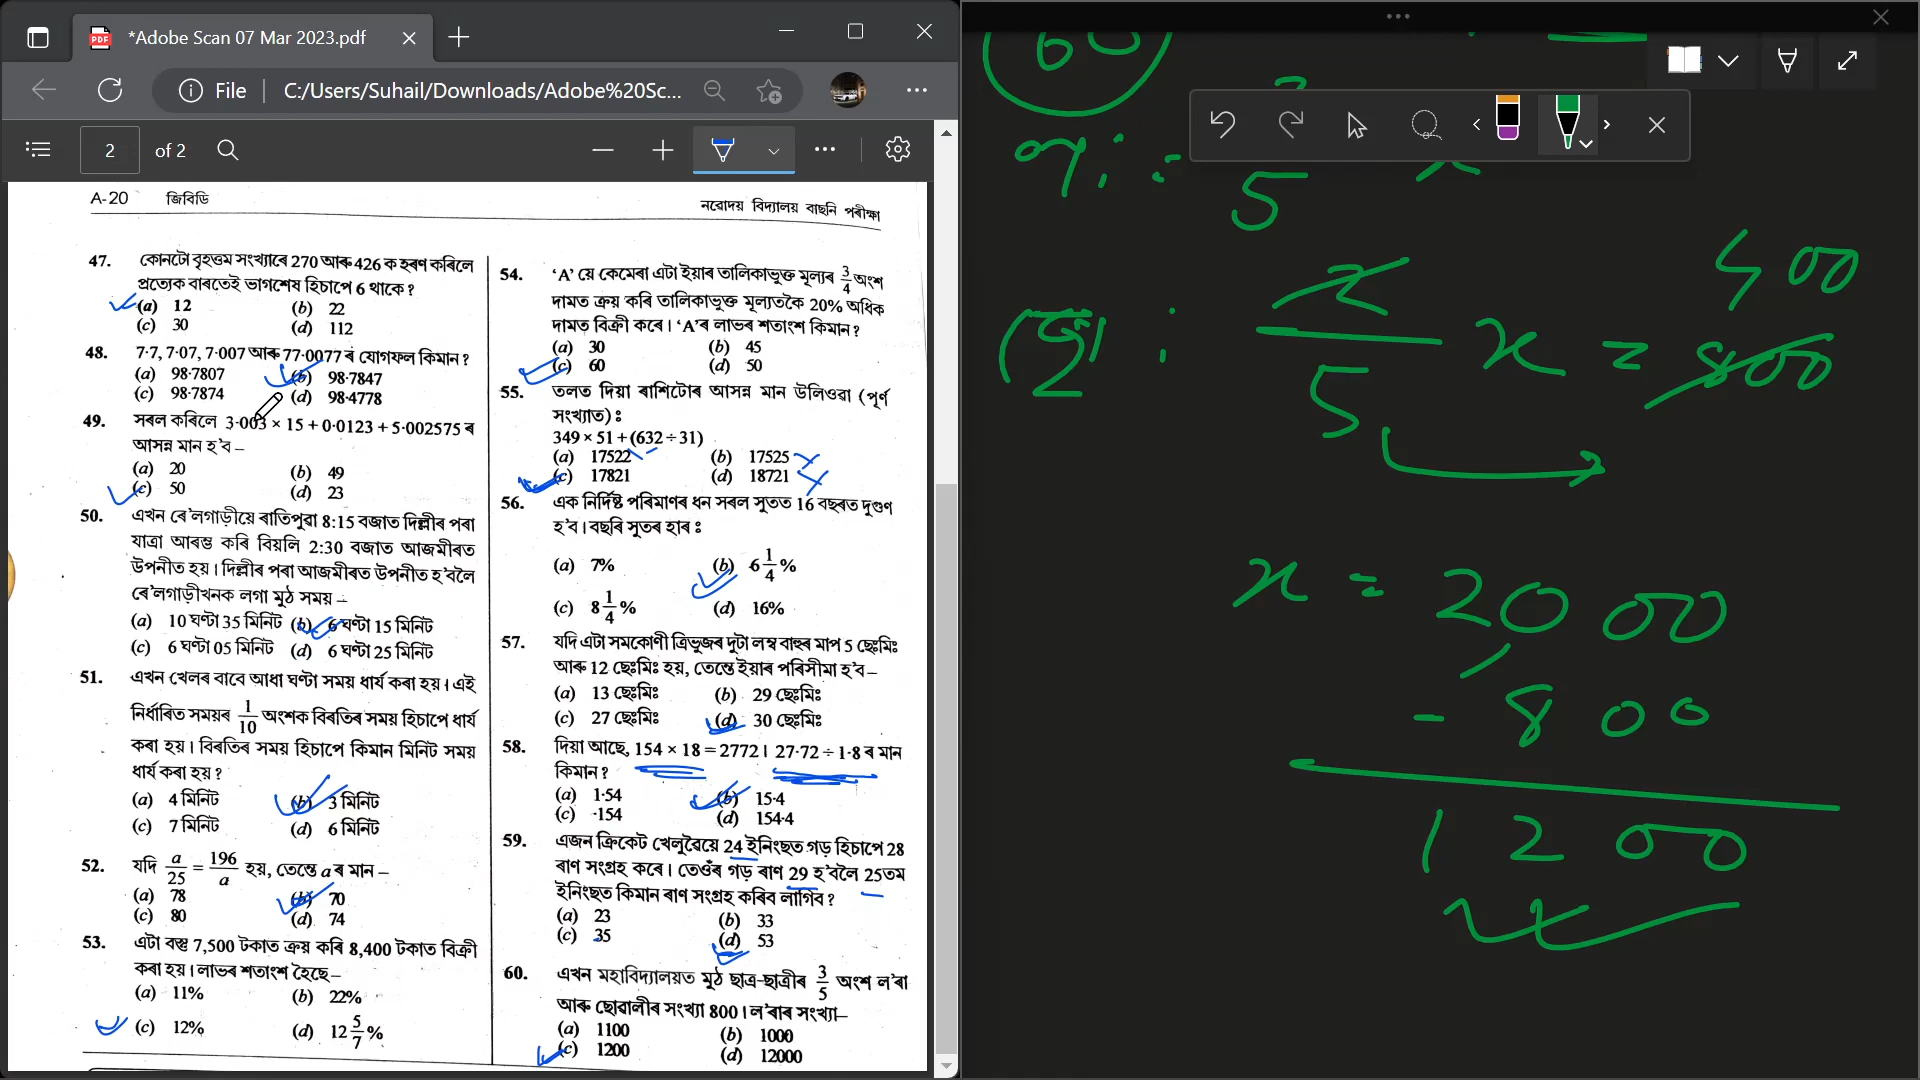 *Adobe Scan 07 Mar 2023.pdf
File
C:/Users/Suhail/Downloads/Adobe%20Sc...
2 of 2
A-20 জিবিডি
নৱোদয় বিদ্যালয় বাছনি পৰীক্ষা
47. কোনটো বৃহত্তম সংখ্যাৰে 270 আৰু 426 ক হৰণ কৰিলে
প্ৰত্যেক বাৰতেই ভাগশেষ হিচাপে 6 থাকে ?
(a) 12 (b) 22
(c) 30 (d) 112
48. 7·7, 7·07, 7·007 আৰু 77·0077 ৰ যোগফল কিমান ?
(a) 98·7807 (b) 98·7847
(c) 98·7874 (d) 98·4778
49. সৰল কৰিলে 3·003 × 15 + 0·0123 + 5·002575 ৰ
আসন্ন মান হ'ব –
(a) 20 (b) 49
(c) 50 (d) 23
50. এখন ৰে'লগাড়ীয়ে ৰাতিপুৱা 8:15 বজাত দিল্লীৰ পৰা
যাত্ৰা আৰম্ভ কৰি বিয়লি 2:30 বজাত আজমীৰত
উপনীত হয়। দিল্লীৰ পৰা আজমীৰত উপনীত হ'বলৈ
ৰে'লগাড়ীখনক লগা মুঠ সময় –
(a) 10 ঘণ্টা 35 মিনিট (b) 6 ঘণ্টা 15 মিনিট
(c) 6 ঘণ্টা 05 মিনিট (d) 6 ঘণ্টা 25 মিনিট
51. এখন খেলৰ বাবে আধা ঘণ্টা সময় ধাৰ্য কৰা হয়। এই
নিৰ্ধাৰিত সময়ৰ 1/10 অংশক বিৰতিৰ সময় হিচাপে ধাৰ্য
কৰা হয়। বিৰতিৰ সময় হিচাপে কিমান মিনিট সময়
ধাৰ্য কৰা হয় ?
(a) 4 মিনিট (b) 3 মিনিট
(c) 7 মিনিট (d) 6 মিনিট
52. যদি a/25 = 196/a হয়, তেন্তে a ৰ মান –
(a) 78 (b) 70
(c) 80 (d) 74
53. এটা বস্তু 7,500 টকাত ক্ৰয় কৰি 8,400 টকাত বিক্ৰী
কৰা হয়। লাভৰ শতাংশ হৈছে–
(a) 11% (b) 22%
(c) 12% (d) 12 5/7 %
54. 'A' য়ে কেমেৰা এটা ইয়াৰ তালিকাভুক্ত মূল্যৰ 3/4 অংশ
দামত ক্ৰয় কৰি তালিকাভুক্ত মূল্যতকৈ 20% অধিক
দামত বিক্ৰী কৰে। 'A'ৰ লাভৰ শতাংশ কিমান ?
(a) 30 (b) 45
(c) 60 (d) 50
55. তলত দিয়া ৰাশিটোৰ আসন্ন মান উলিওৱা (পূৰ্ণ
সংখ্যাত) :
349 × 51 + (632 ÷ 31)
(a) 17522 (b) 17525
(c) 17821 (d) 18721
56. এক নিৰ্দিষ্ট পৰিমাণৰ ধন সৰল সুতত 16 বছৰত দুগুণ
হ'ব। বছৰি সুতৰ হাৰ :
(a) 7% (b) 6 1/4 %
(c) 8 1/4 % (d) 16%
57. যদি এটা সমকোণী ত্ৰিভুজৰ দুটা লম্ব বাহুৰ মাপ 5 ছেঃমিঃ
আৰু 12 ছেঃমিঃ হয়, তেন্তে ইয়াৰ পৰিসীমা হ'ব–
(a) 13 ছেঃমিঃ (b) 29 ছেঃমিঃ
(c) 27 ছেঃমিঃ (d) 30 ছেঃমিঃ
58. দিয়া আছে, 154 × 18 = 2772। 27·72 ÷ 1·8 ৰ মান
কিমান ?
(a) 1·54 (b) 15·4
(c) ·154 (d) 154·4
59. এজন ক্ৰিকেট খেলুৱৈয়ে 24 ইনিংছত গড় হিচাপে 28
ৰাণ সংগ্ৰহ কৰে। তেওঁৰ গড় ৰাণ 29 হ'বলৈ 25তম
ইনিংছত কিমান ৰাণ সংগ্ৰহ কৰিব লাগিব ?
(a) 23 (b) 33
(c) 35 (d) 53
60. এখন মহাবিদ্যালয়ত মুঠ ছাত্ৰ-ছাত্ৰীৰ 3/5 অংশ ল'ৰা
আৰু ছোৱালীৰ সংখ্যা 800। ল'ৰাৰ সংখ্যা–
(a) 1100 (b) 1000
(c) 1200 (d) 12000
60
5
400
2/5 x = 800
x = 2000
- 800
1200